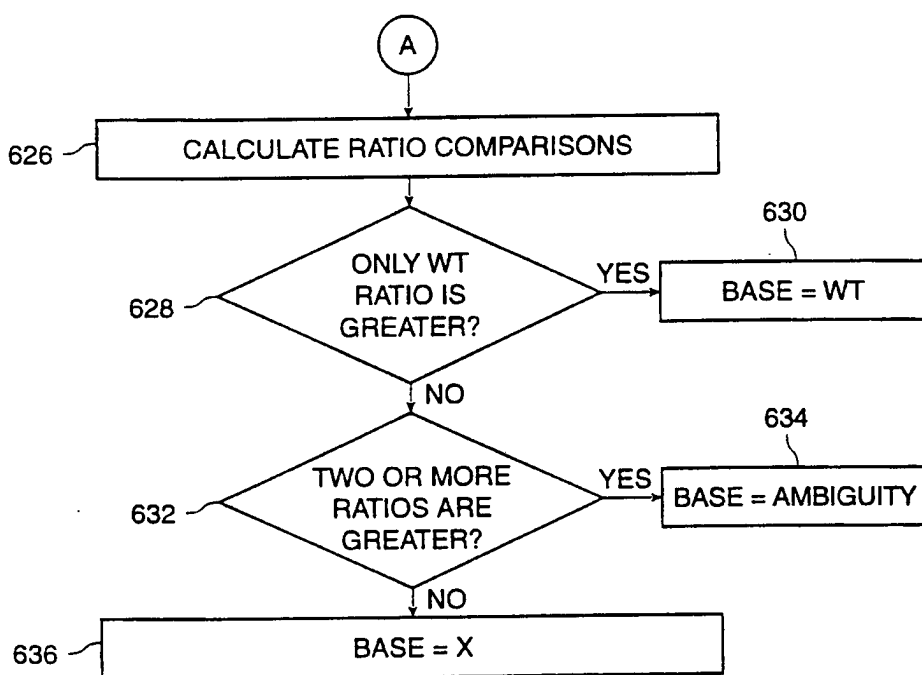 A
626
CALCULATE RATIO COMPARISONS
628
ONLY WT
RATIO IS
GREATER?
YES
630
BASE = WT
NO
632
TWO OR MORE
RATIOS ARE
GREATER?
YES
634
BASE = AMBIGUITY
NO
636
BASE = X